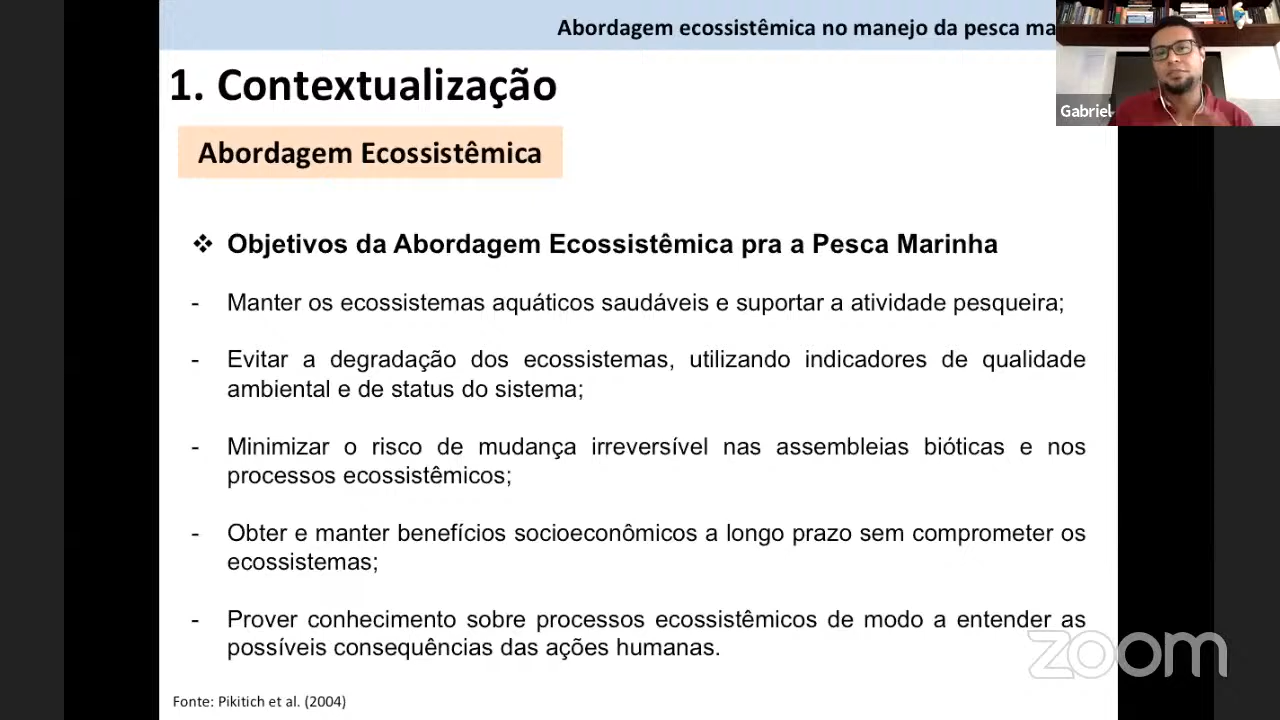 Abordagem ecossistêmica no manejo da pesca
Gabriel
1. Contextualização
Abordagem Ecossistêmica
❖ Objetivos da Abordagem Ecossistêmica pra a Pesca Marinha
- Manter os ecossistemas aquáticos saudáveis e suportar a atividade pesqueira;
- Evitar a degradação dos ecossistemas, utilizando indicadores de qualidade
ambiental e de status do sistema;
- Minimizar o risco de mudança irreversível nas assembleias bióticas e nos
processos ecossistêmicos;
- Obter e manter benefícios socioeconômicos a longo prazo sem comprometer os
ecossistemas;
- Prover conhecimento sobre processos ecossistêmicos de modo a entender as
possíveis consequências das ações humanas.
zoom
Fonte: Pikitich et al. (2004)